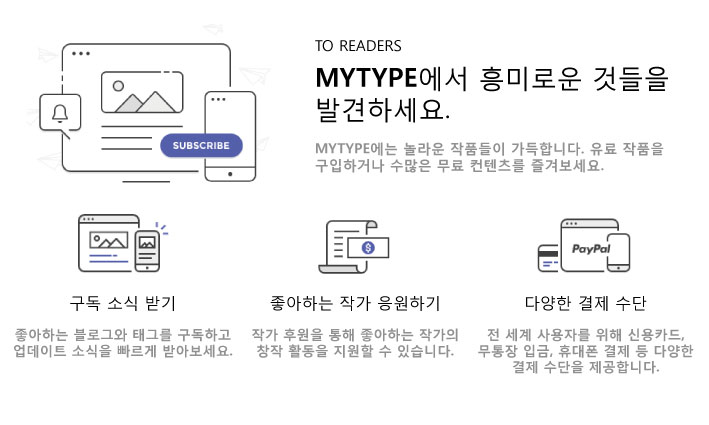 TO READERS
MYTYPE에서 흥미로운 것들을
발견하세요.
MYTYPE에는 놀라운 작품들이 가득합니다. 유료 작품을
구입하거나 수많은 무료 컨텐츠를 즐겨보세요.
SUBSCRIBE
$
PayPal
구독 소식 받기
좋아하는 블로그와 태그를 구독하고
업데이트 소식을 빠르게 받아보세요.
좋아하는 작가 응원하기
작가 후원을 통해 좋아하는 작가의
창작 활동을 지원할 수 있습니다.
다양한 결제 수단
전 세계 사용자를 위해 신용카드,
무통장 입금, 휴대폰 결제 등 다양한
결제 수단을 제공합니다.